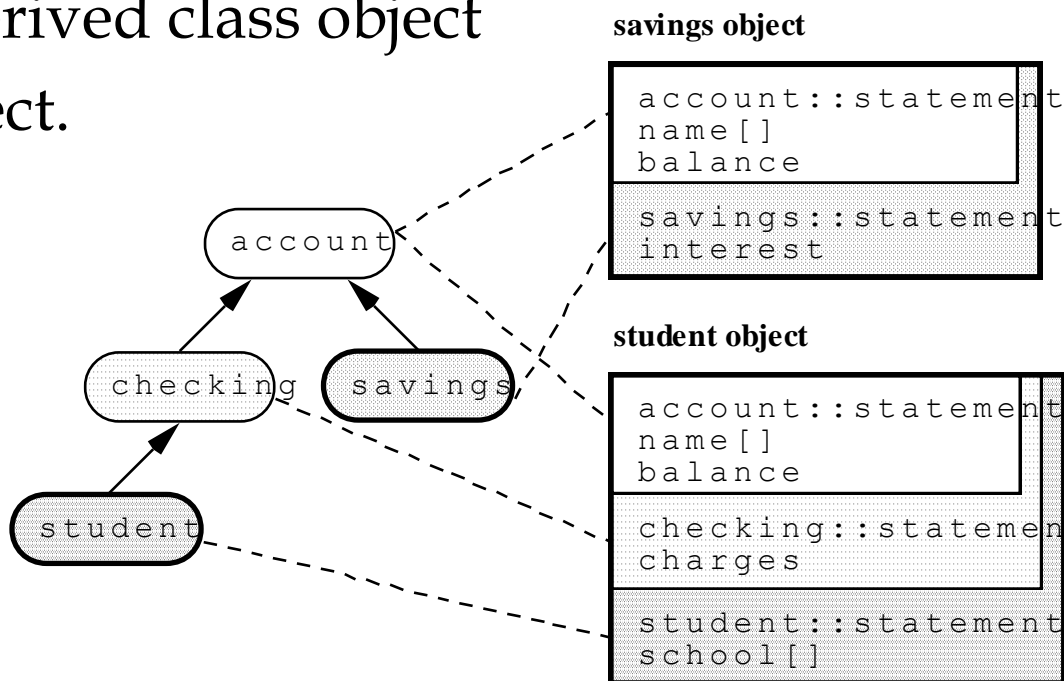 rived class object
ect.
account
checking
savings
student
savings object
account::statement
name[]
balance
savings::statement
interest
student object
account::statement
name[]
balance
checking::statemen
charges
student::statement
school[]